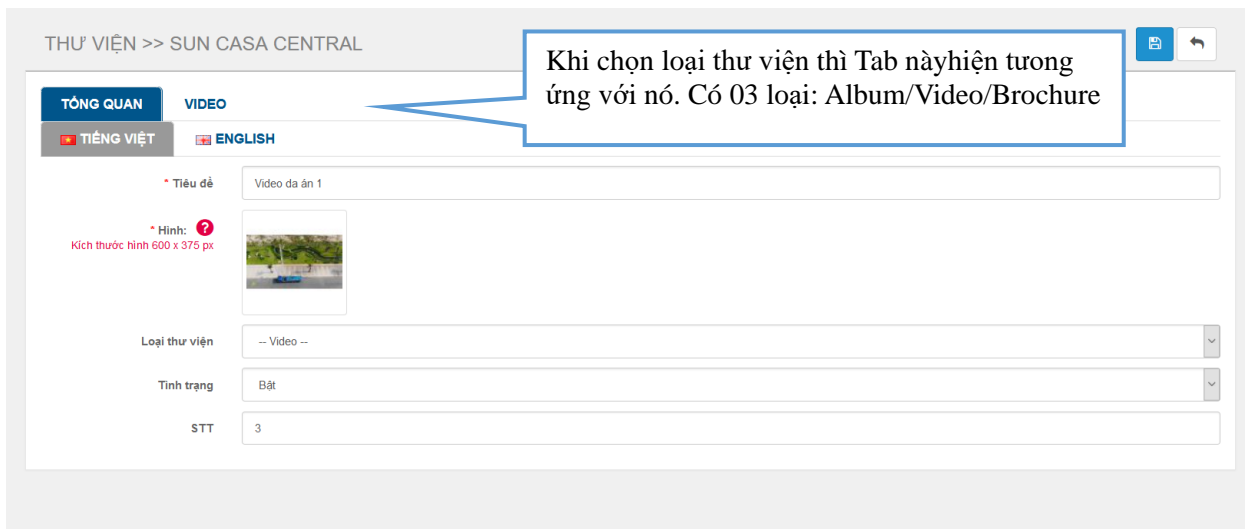 THƯ VIỆN >> SUN CASA CENTRAL
Khi chọn loại thư viện thì Tab nàyhiện tương
ứng với nó. Có 03 loại: Album/Video/Brochure
TỔNG QUAN VIDEO
TIẾNG VIỆT ENGLISH
* Tiêu đề Video da án 1
* Hình: ?
Kích thước hình 600 x 375 px
Loại thư viện -- Video --
Tình trạng Bật
STT 3